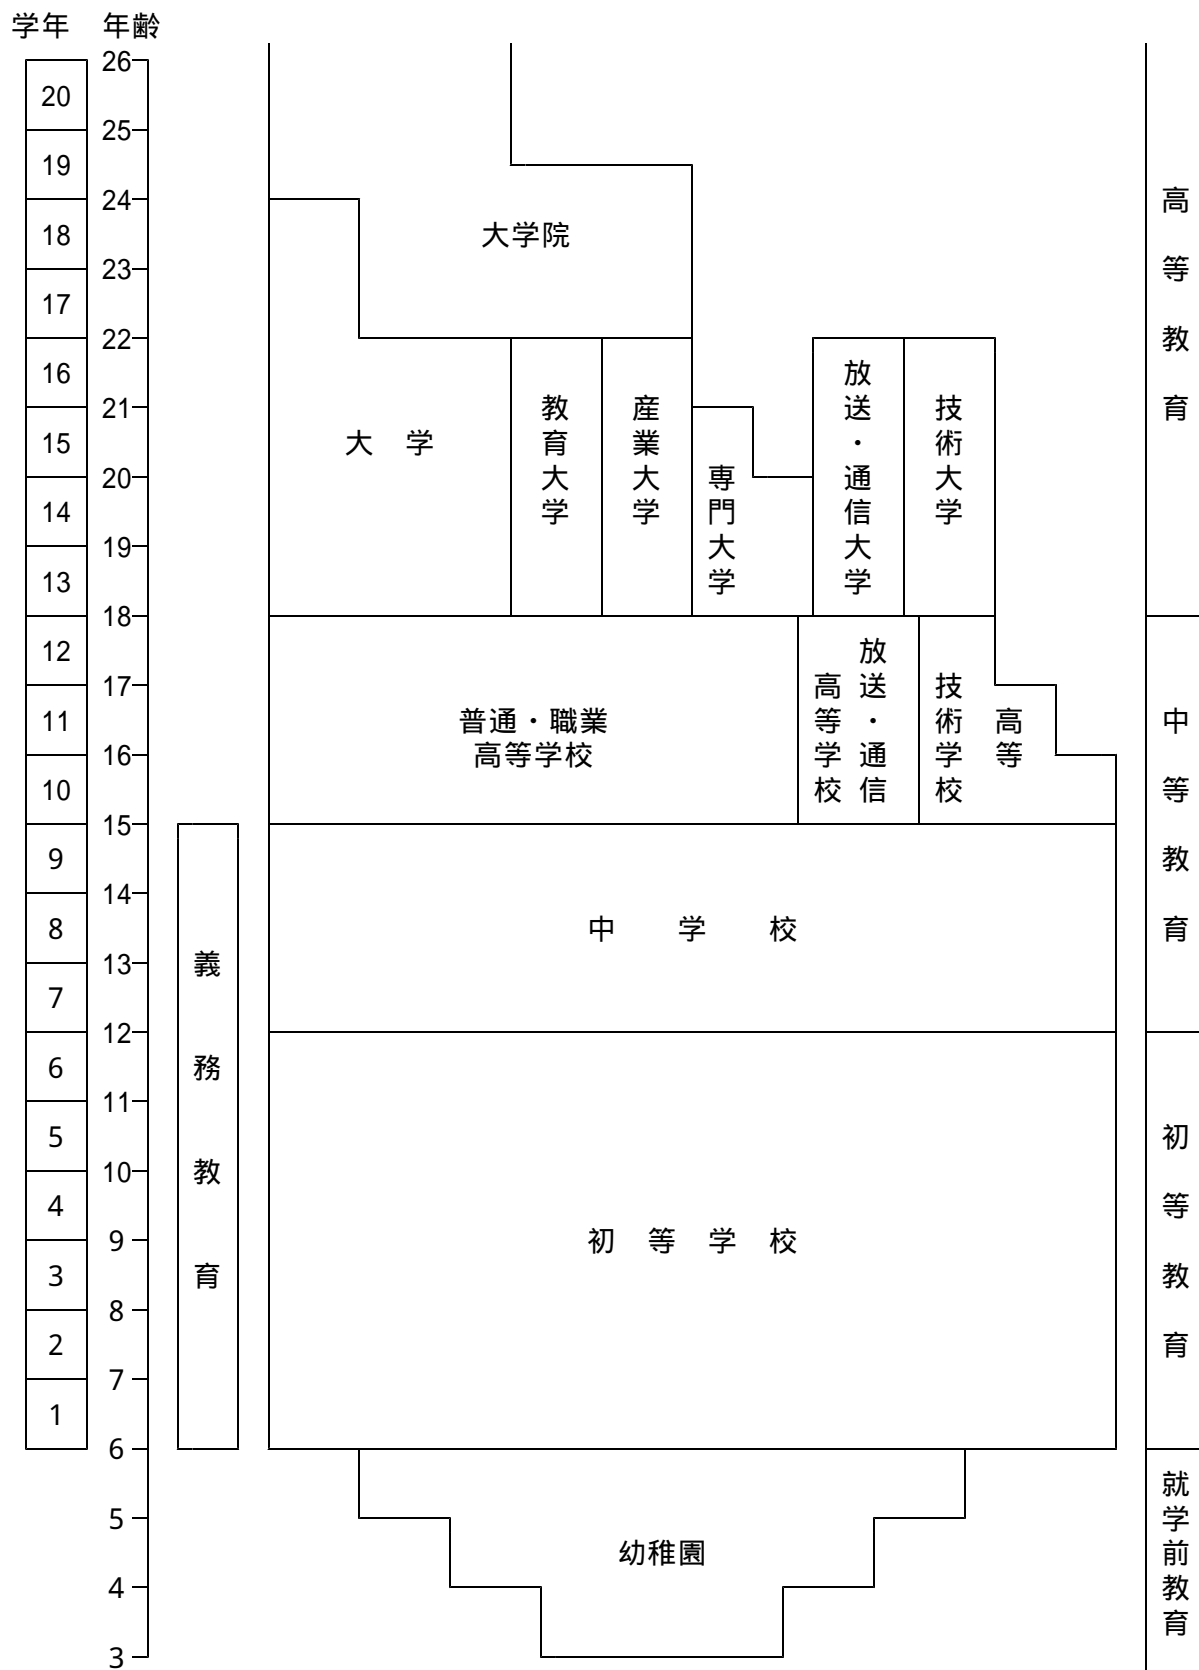 学年
年齢
26
20
25
19
24
18
23
17
22
16
21
15
20
14
19
13
18
12
17
11
16
10
15
9
14
8
13
7
12
6
11
5
10
4
9
3
8
2
7
1
6
5
4
3
義務教育
大学院
大 学
教育大学
産業大学
専門大学
放送・通信大学
技術大学
普通・職業
高等学校
放送・通信
高等学校
高等
技術学校
中 学 校
初 等 学 校
幼稚園
高等教育
中等教育
初等教育
就学前教育